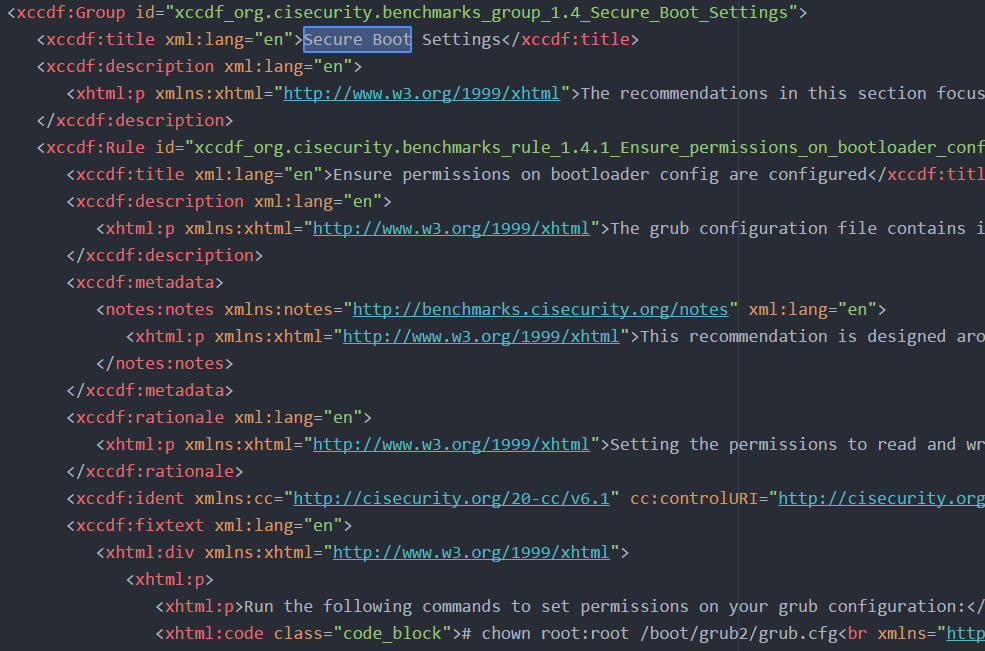 <xccdf:Group id="xccdf_org.cisecurity.benchmarks_group_1.4_Secure_Boot_Settings">
<xccdf:title xml:lang="en">Secure Boot Settings</xccdf:title>
<xccdf:description xml:lang="en">
<xhtml:p xmlns:xhtml="http://www.w3.org/1999/xhtml">The recommendations in this section focus
</xccdf:description>
<xccdf:Rule id="xccdf_org.cisecurity.benchmarks_rule_1.4.1_Ensure_permissions_on_bootloader_conf
<xccdf:title xml:lang="en">Ensure permissions on bootloader config are configured</xccdf:titl
<xccdf:description xml:lang="en">
<xhtml:p xmlns:xhtml="http://www.w3.org/1999/xhtml">The grub configuration file contains i
</xccdf:description>
<xccdf:metadata>
<notes:notes xmlns:notes="http://benchmarks.cisecurity.org/notes" xml:lang="en">
<xhtml:p xmlns:xhtml="http://www.w3.org/1999/xhtml">This recommendation is designed aro
</notes:notes>
</xccdf:metadata>
<xccdf:rationale xml:lang="en">
<xhtml:p xmlns:xhtml="http://www.w3.org/1999/xhtml">Setting the permissions to read and wr
</xccdf:rationale>
<xccdf:ident xmlns:cc="http://cisecurity.org/20-cc/v6.1" cc:controlURI="http://cisecurity.org
<xccdf:fixtext xml:lang="en">
<xhtml:div xmlns:xhtml="http://www.w3.org/1999/xhtml">
<xhtml:p>
<xhtml:p>Run the following commands to set permissions on your grub configuration:</
<xhtml:code class="code_block"># chown root:root /boot/grub2/grub.cfg<br xmlns="http